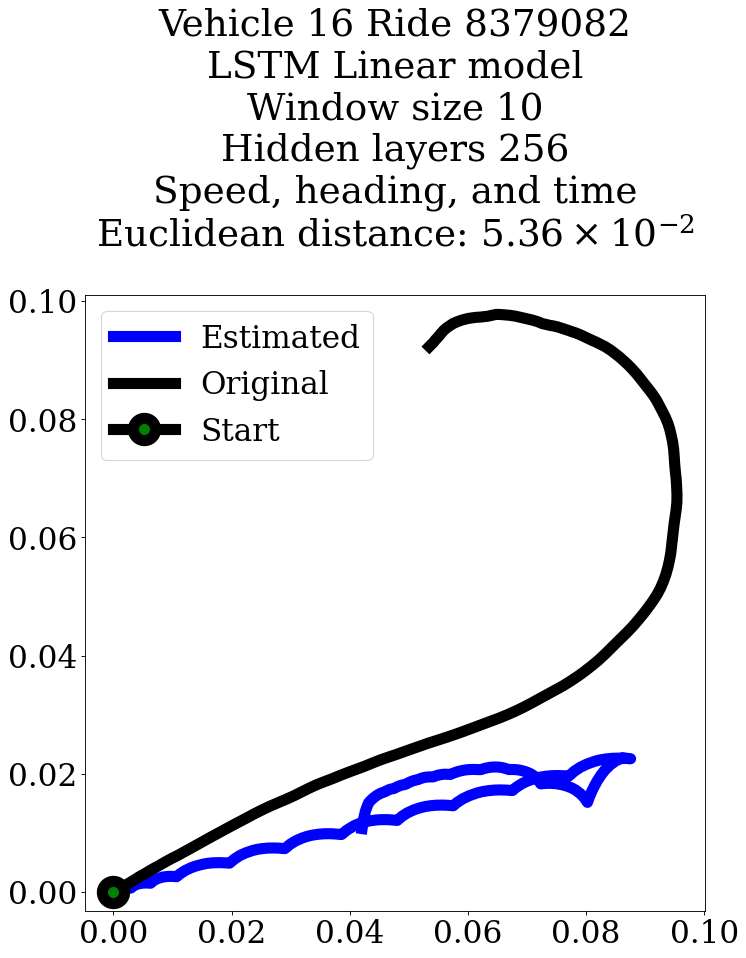 Vehicle 16 Ride 8379082
LSTM Linear model
Window size 10
Hidden layers 256
Speed, heading, and time
Euclidean distance: 5.36 × 10⁻²
Estimated
Original
Start
0.10
0.08
0.06
0.04
0.02
0.00
0.00 0.02 0.04 0.06 0.08 0.10